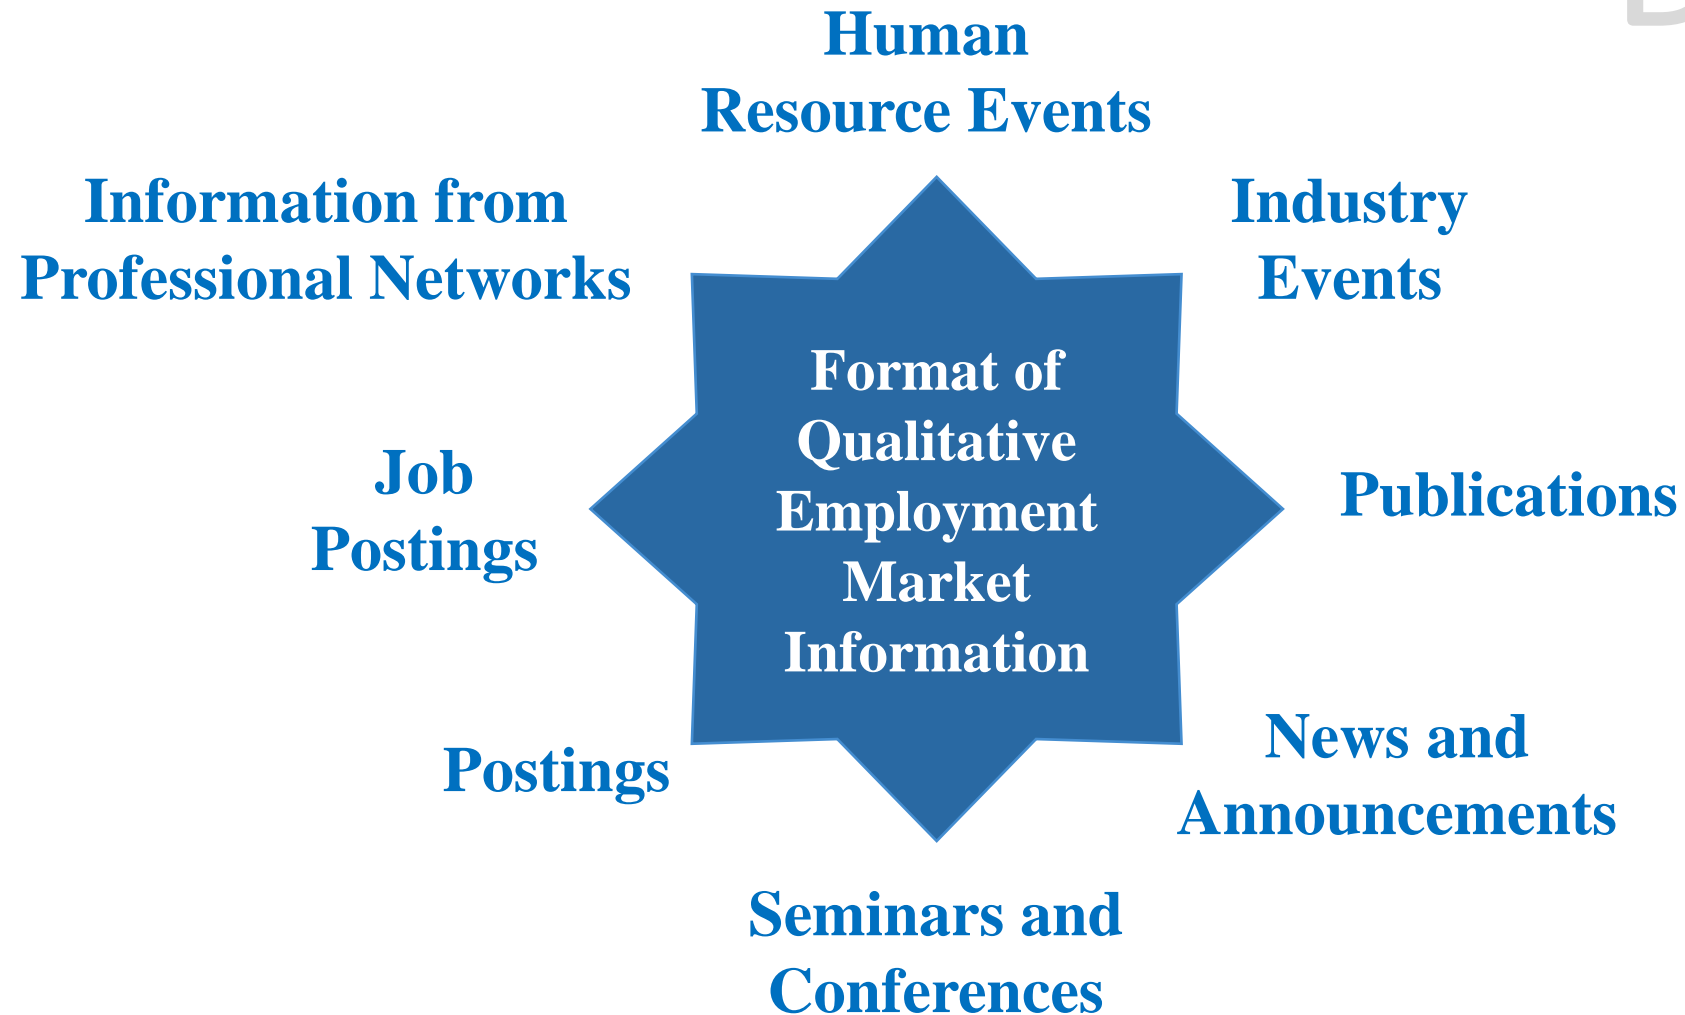 Human
Resource Events
Information from
Professional Networks
Industry
Events
Format of
Qualitative
Employment
Market
Information
Job
Postings
Publications
Postings
News and
Announcements
Seminars and
Conferences